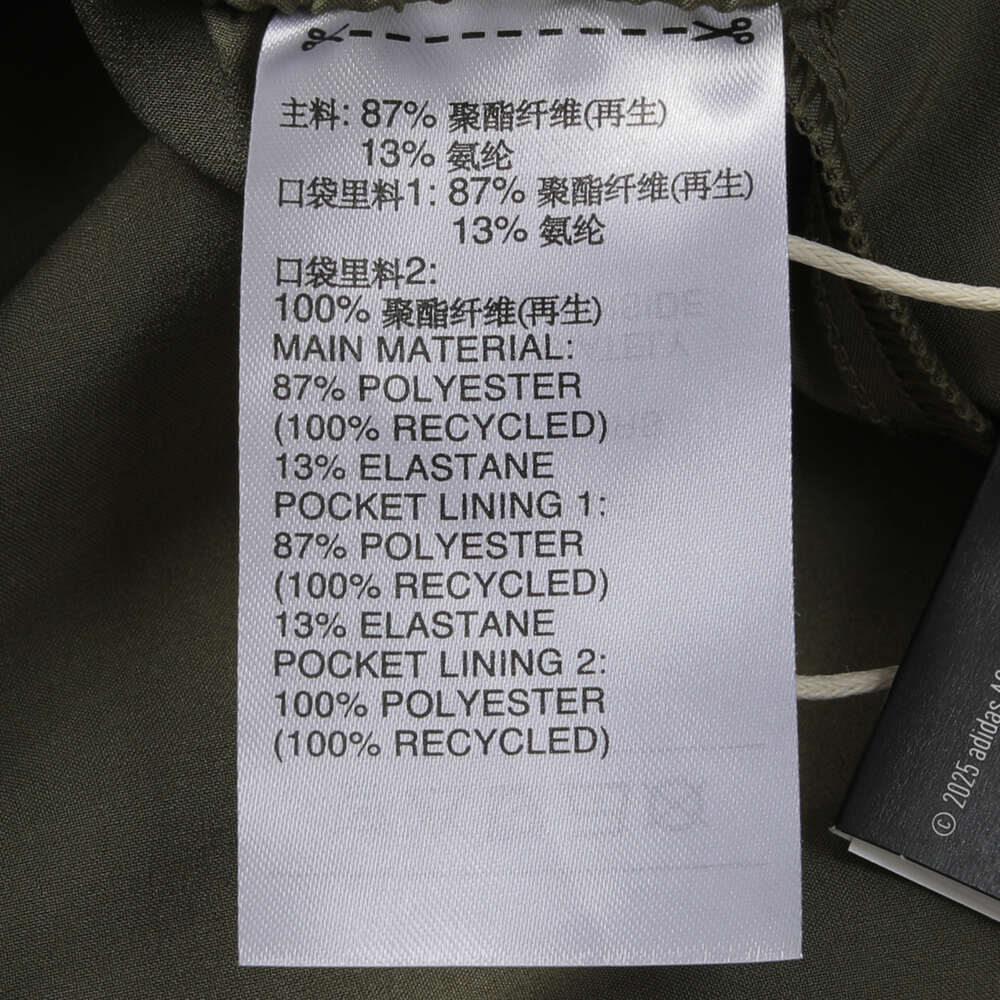 主料: 87% 聚酯纤维(再生)
13% 氨纶
口袋里料1: 87% 聚酯纤维(再生)
13% 氨纶
口袋里料2:
100% 聚酯纤维(再生)
MAIN MATERIAL:
87% POLYESTER
(100% RECYCLED)
13% ELASTANE
POCKET LINING 1:
87% POLYESTER
(100% RECYCLED)
13% ELASTANE
POCKET LINING 2:
100% POLYESTER
(100% RECYCLED)
© 2025 adidas